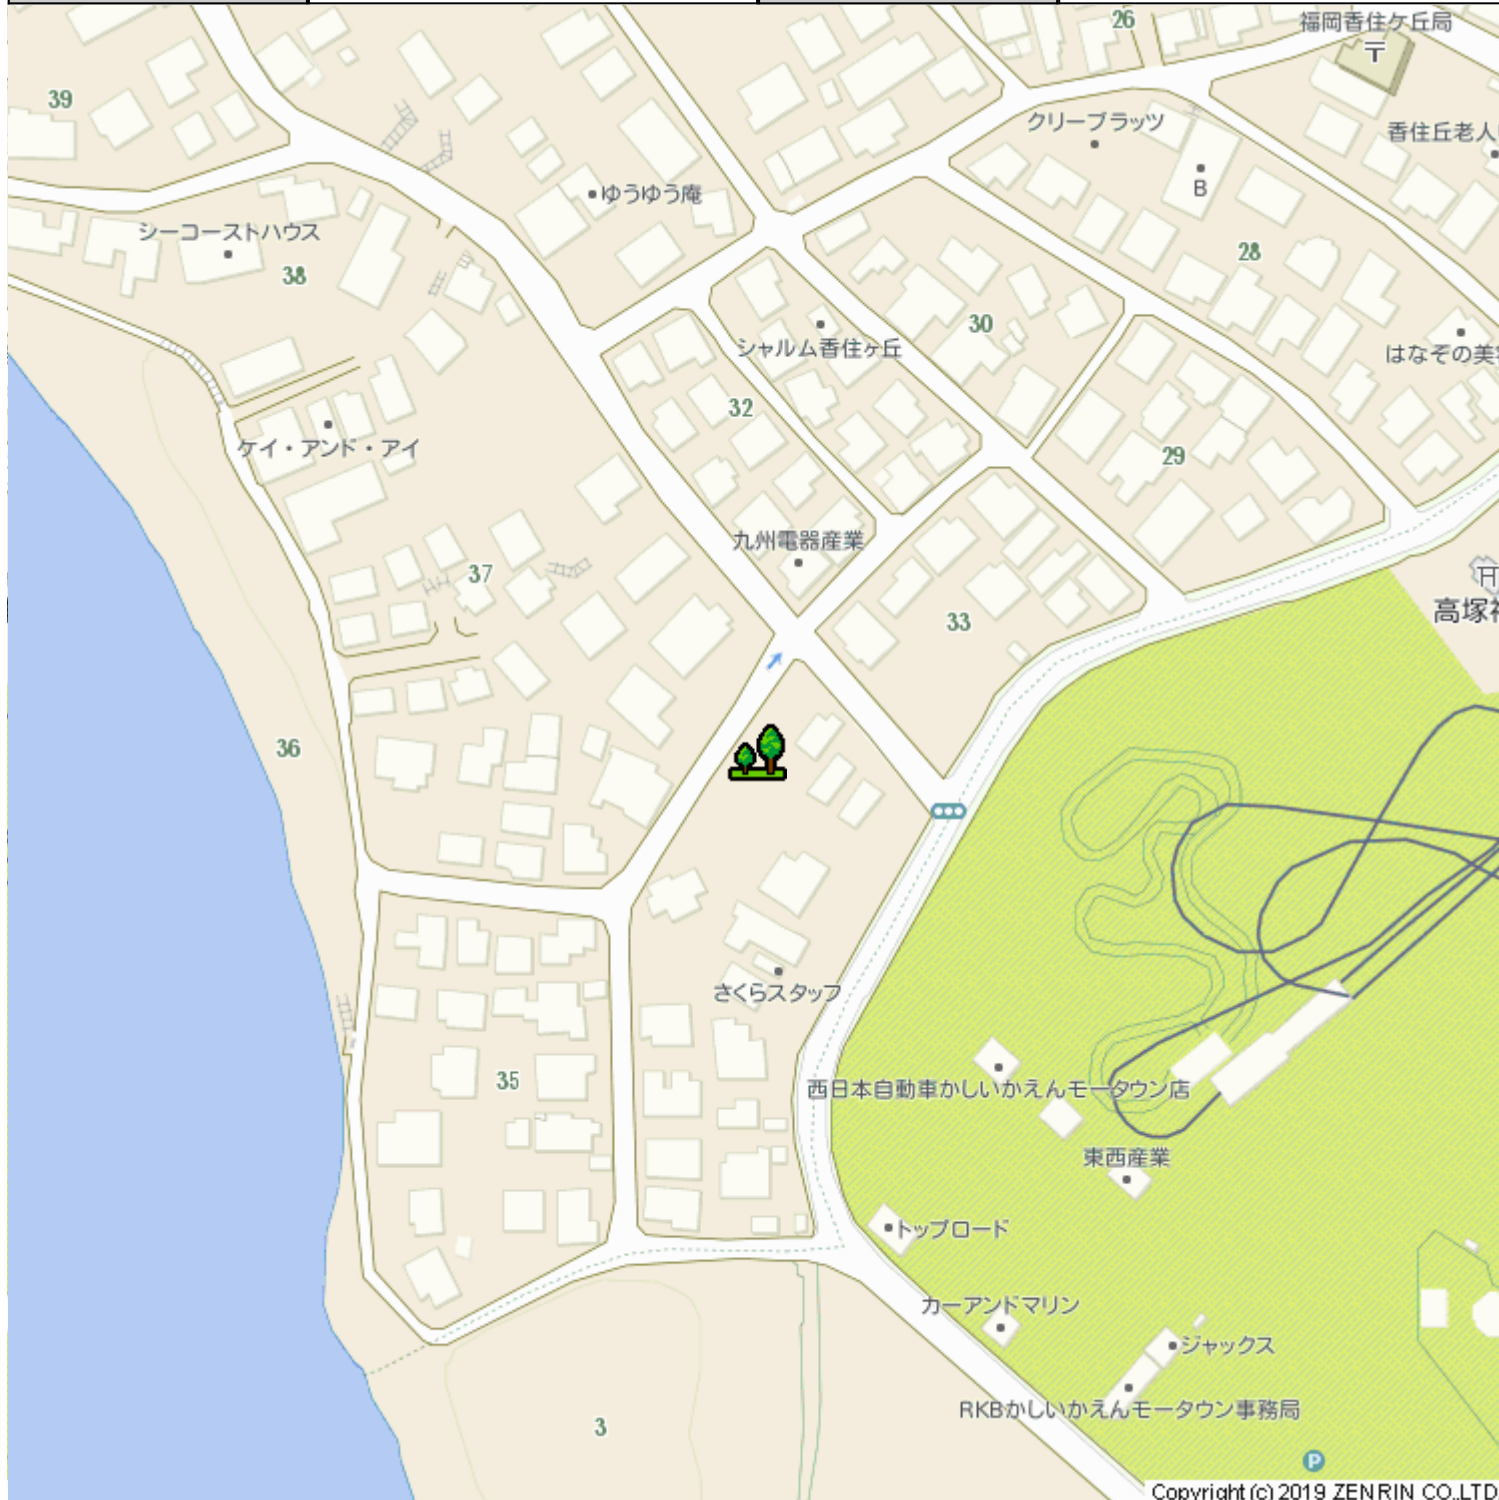 26
福岡香住ケ丘局
39
クリーブラッツ
香住丘老人
ゆうゆう庵
B
シーコーストハウス
38
28
30
シャルム香住ヶ丘
はなぞの美
32
ケイ・アンド・アイ
29
九州電器産業
37
高塚
33
36
さくらスタッフ
35
西日本自動車かしいかえんモータウン店
東西産業
トップロード
カーアンドマリン
ジャックス
RKBかしいかえんモータウン事務局
3
P
Copyright (c) 2019 ZENRIN CO.,LTD